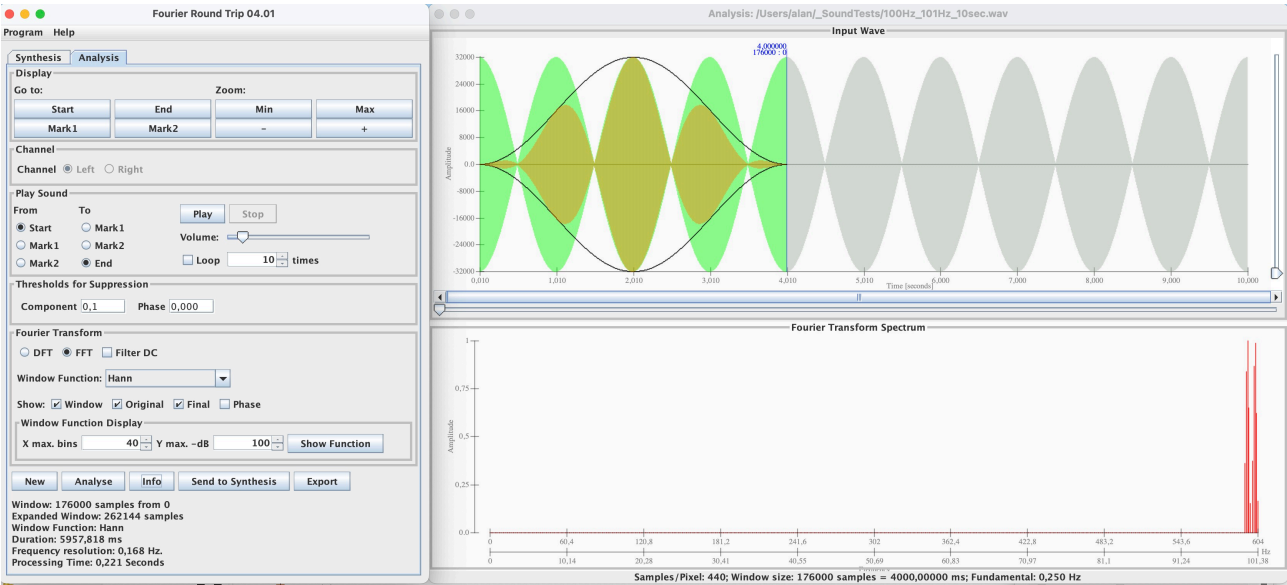 Fourier Round Trip 04.01
Program Help
Synthesis Analysis
Display
Go to: Zoom:
Start End Min Max
Mark1 Mark2 - +
Channel
Channel Left Right
Play Sound
From To
Start Mark1
Mark1 Mark2
Mark2 End
Play Stop
Volume:
Loop 10 times
Thresholds for Suppression
Component 0,1 Phase 0,000
Fourier Transform
DFT FFT Filter DC
Window Function: Hann
Show: Window Original Final Phase
Window Function Display
X max. bins 40 Y max. -dB 100 Show Function
New Analyse Info Send to Synthesis Export
Window: 176000 samples from 0
Expanded Window: 262144 samples
Window Function: Hann
Duration: 5957,818 ms
Frequency resolution: 0,168 Hz.
Processing Time: 0,221 Seconds
Analysis: /Users/alan/_SoundTests/100Hz_101Hz_10sec.wav
Input Wave
4,000000
176000 : 0
32000
24000
16000
8000
0.0
-8000
-16000
-24000
-32000
Amplitude
0,010 1,010 2,010 3,010 4,010 5,010 6,000 7,000 8,000 9,000 10,000
Time [seconds]
Fourier Transform Spectrum
1
0,75
0,5
0,25
0.0
Amplitude
0 60,4 120,8 181,2 241,6 302 362,4 422,8 483,2 543,6 604
Hz
0 10,14 20,28 30,41 40,55 50,69 60,83 70,97 81,1 91,24 101,38
Samples/Pixel: 440; Window size: 176000 samples = 4000,00000 ms; Fundamental: 0,250 Hz